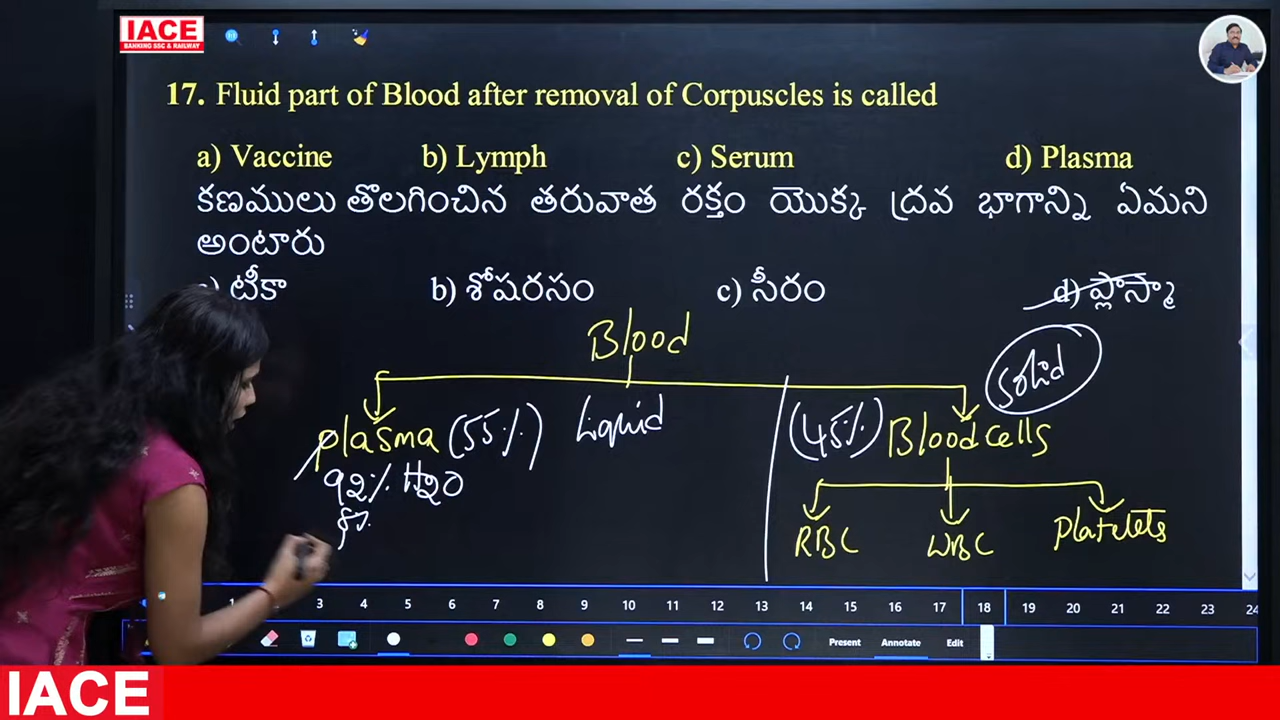 IACE
BANKING SSC & RAILWAY
17. Fluid part of Blood after removal of Corpuscles is called
a) Vaccine b) Lymph c) Serum d) Plasma
కణములు తొలగించిన తరువాత రక్తం యొక్క ద్రవ భాగాన్ని ఏమని
అంటారు
టీకా b) శోషరసం c) సీరం d) ప్లాస్మా
Blood
Solid
Plasma (55%) Liquid (45%) Blood cells
92% H2O
RBC WBC Platelets
1 2 3 4 5 6 7 8 9 10 11 12 13 14 15 16 17 18 19 20 21 22 23 24
Present Annotate Edit
IACE